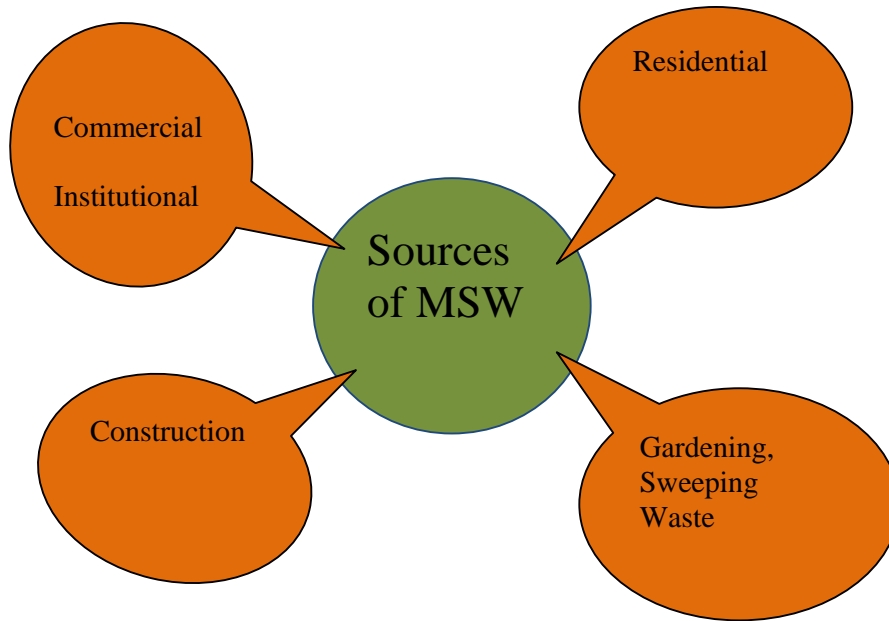 Commercial
Institutional
Residential
Sources
of MSW
Construction
Gardening,
Sweeping
Waste